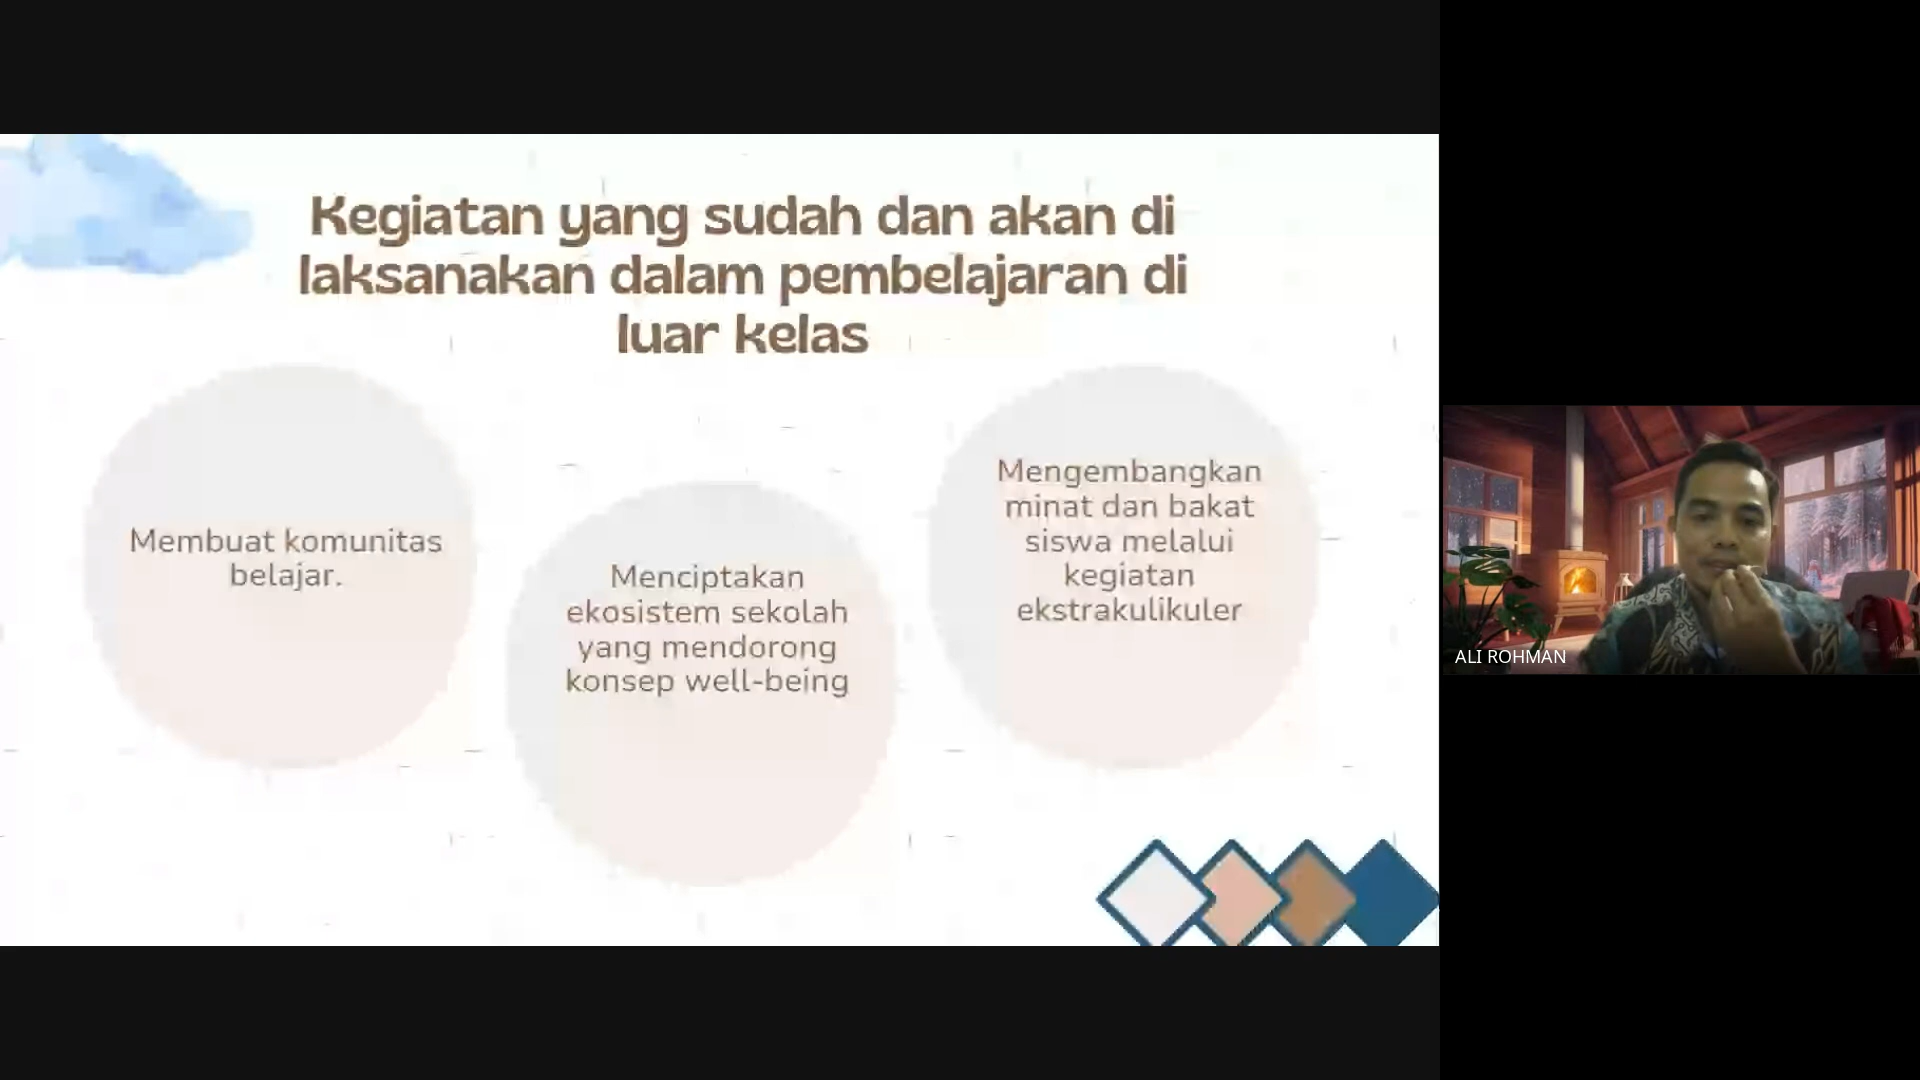 Kegiatan yang sudah dan akan di
laksanakan dalam pembelajaran di
luar kelas
Membuat komunitas
belajar.
Menciptakan
ekosistem sekolah
yang mendorong
konsep well-being
Mengembangkan
minat dan bakat
siswa melalui
kegiatan
ekstrakulikuler
ALI ROHMAN